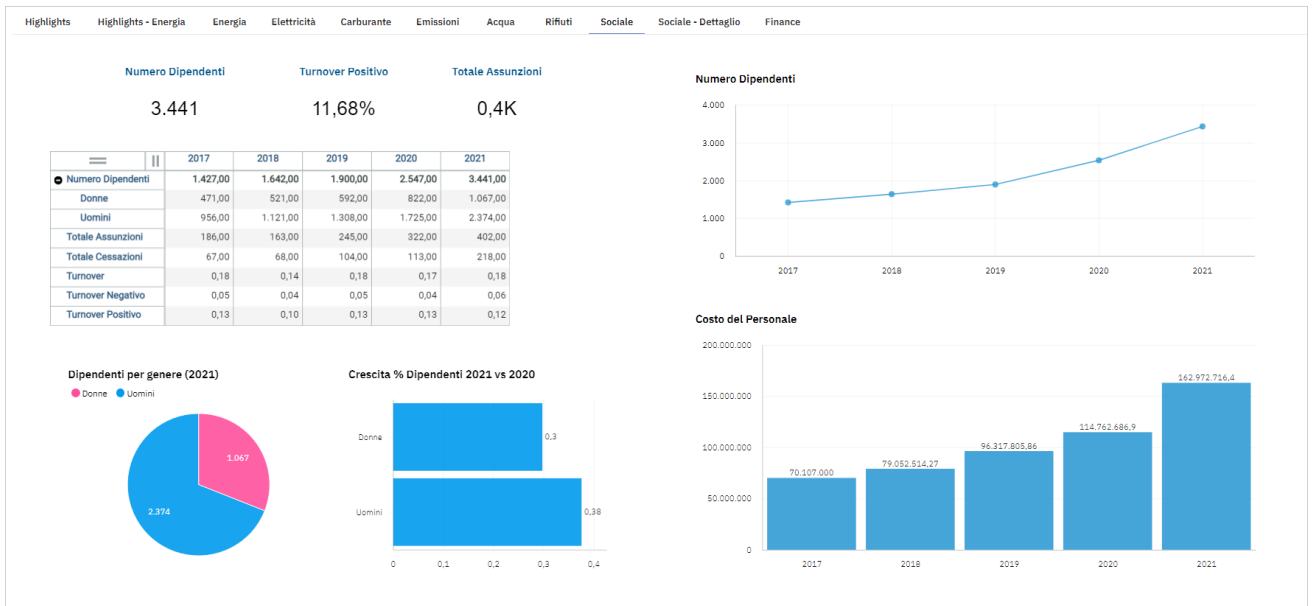 Highlights Highlights - Energia Energia Elettricità Carburante Emissioni Acqua Rifiuti Sociale Sociale - Dettaglio Finance
Numero Dipendenti Turnover Positivo Totale Assunzioni
3.441 11,68% 0,4K
2017 2018 2019 2020 2021
Numero Dipendenti 1.427,00 1.642,00 1.900,00 2.547,00 3.441,00
Donne 471,00 521,00 592,00 822,00 1.067,00
Uomini 956,00 1.121,00 1.308,00 1.725,00 2.374,00
Totale Assunzioni 186,00 163,00 245,00 322,00 402,00
Totale Cessazioni 67,00 68,00 104,00 113,00 218,00
Turnover 0,18 0,14 0,18 0,17 0,18
Turnover Negativo 0,05 0,04 0,05 0,04 0,06
Turnover Positivo 0,13 0,10 0,13 0,13 0,12
Numero Dipendenti
4.000
3.000
2.000
1.000
0
2017 2018 2019 2020 2021
Dipendenti per genere (2021)
Donne Uomini
1.067
2.374
Crescita % Dipendenti 2021 vs 2020
Donne 0,3
Uomini 0,38
0 0,1 0,2 0,3 0,4
Costo del Personale
200.000.000
150.000.000
100.000.000
50.000.000
0
70.107.000 79.052.514,27 96.317.805,86 114.762.686,9 162.972.716,4
2017 2018 2019 2020 2021